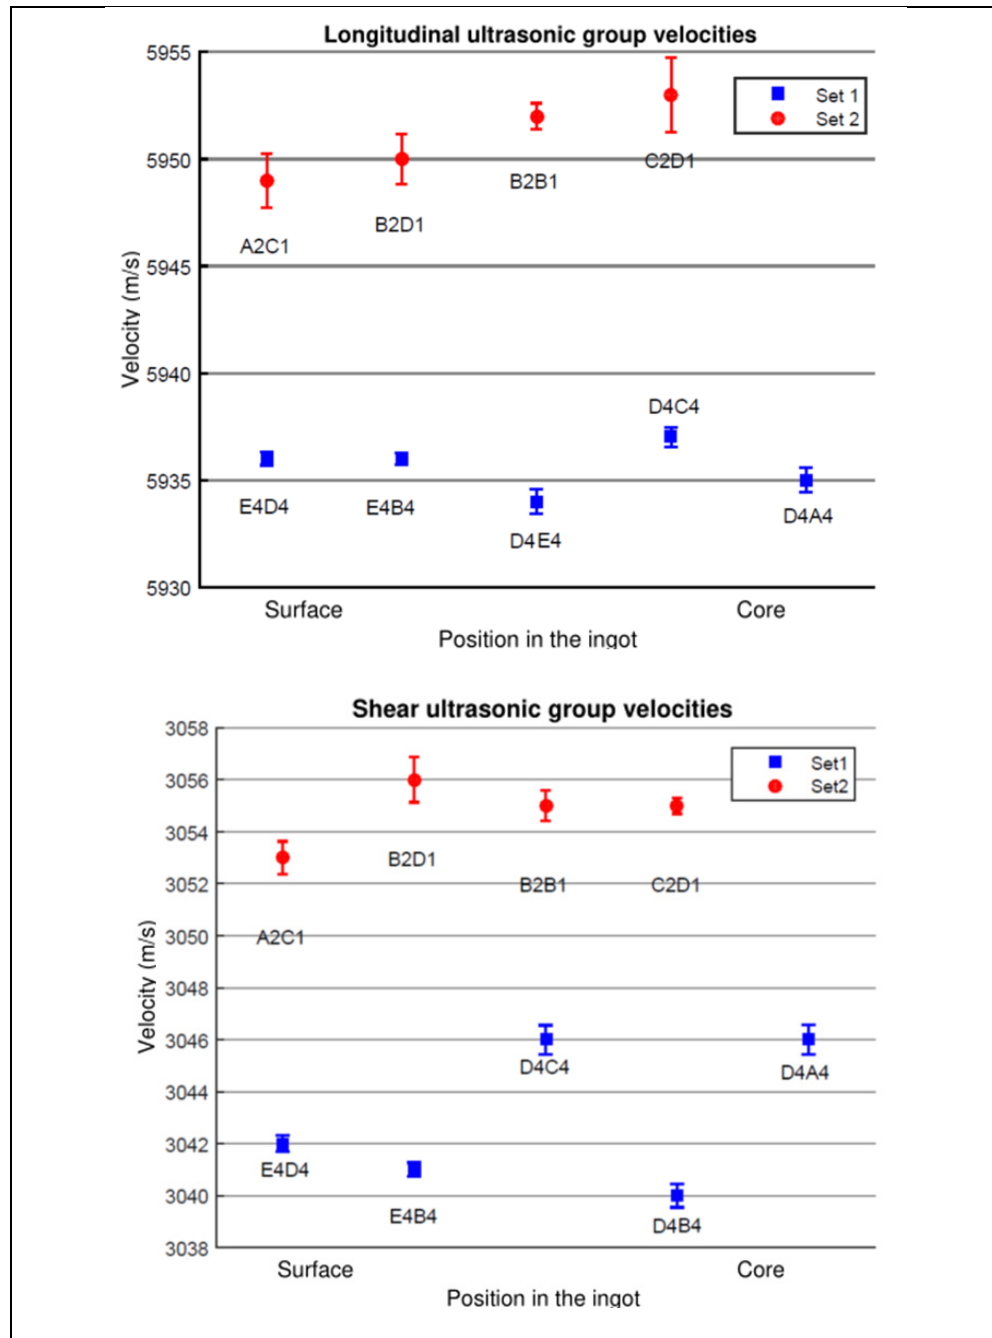 Longitudinal ultrasonic group velocities
5955
Set 1
Set 2
5950
C2D1
B2B1
B2D1
A2C1
Velocity (m/s)
5945
5940
D4C4
5935
E4D4
E4B4
D4A4
D4E4
5930
Surface
Core
Position in the ingot
Shear ultrasonic group velocities
3058
Set1
Set2
3056
3054
B2D1
3052
B2B1
C2D1
3050
A2C1
Velocity (m/s)
3048
3046
D4C4
D4A4
3044
3042
E4D4
3040
E4B4
D4B4
3038
Surface
Core
Position in the ingot